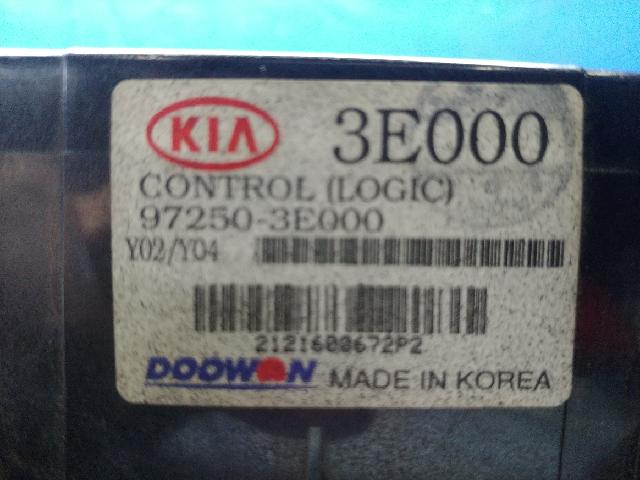 KIA 3E000
CONTROL (LOGIC)
97250-3E000
Y02/Y04
2121600672P2
DOOWON MADE IN KOREA